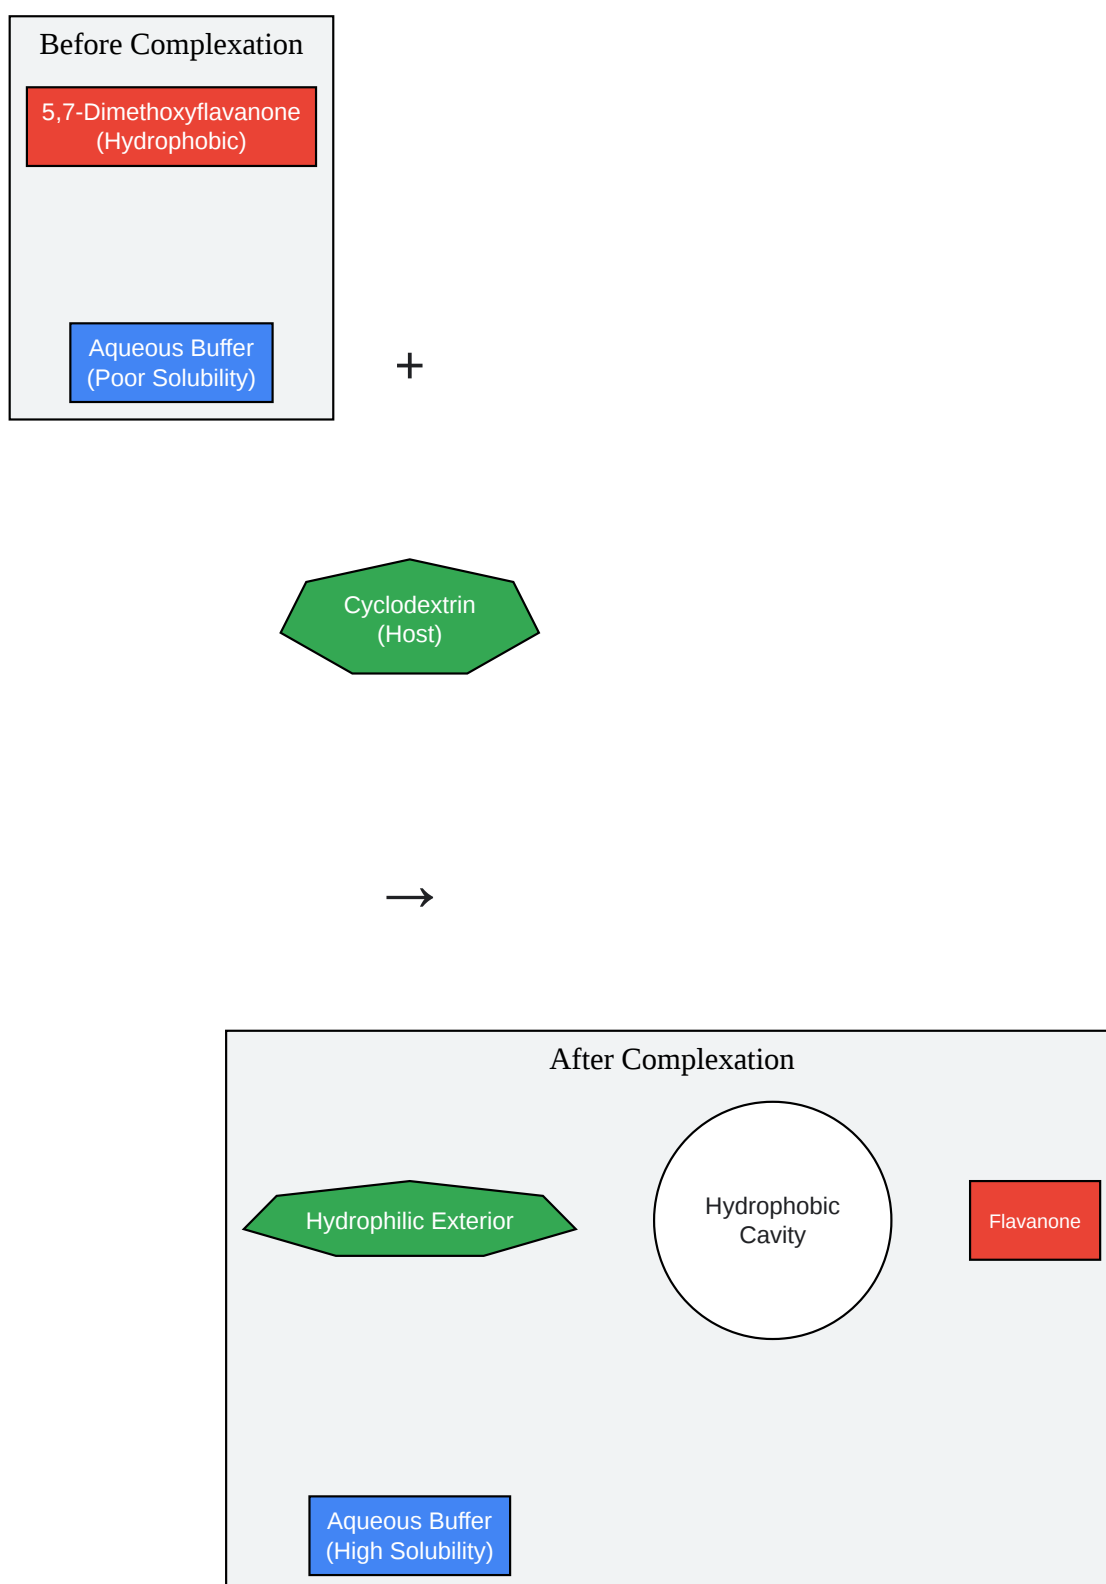 Before Complexation
5,7-Dimethoxyflavanone
(Hydrophobic)
Aqueous Buffer
(Poor Solubility)
+
Cyclodextrin
(Host)
→
After Complexation
Hydrophilic Exterior
Hydrophobic
Cavity
Flavanone
Aqueous Buffer
(High Solubility)